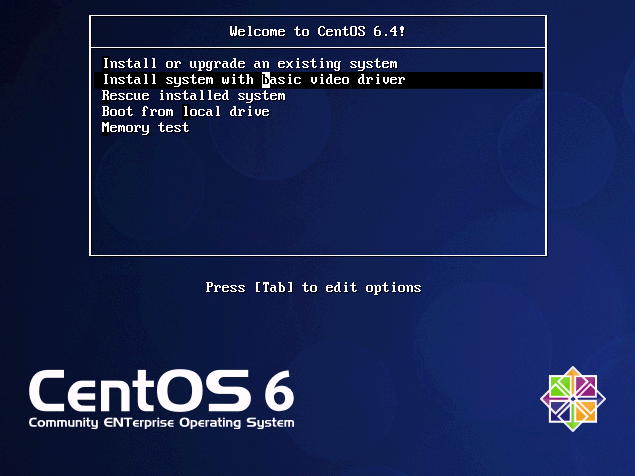 Welcome to CentOS 6.4!
Install or upgrade an existing system
Install system with basic video driver
Rescue installed system
Boot from local drive
Memory test
Press [Tab] to edit options
CentOS 6
Community ENTerprise Operating System